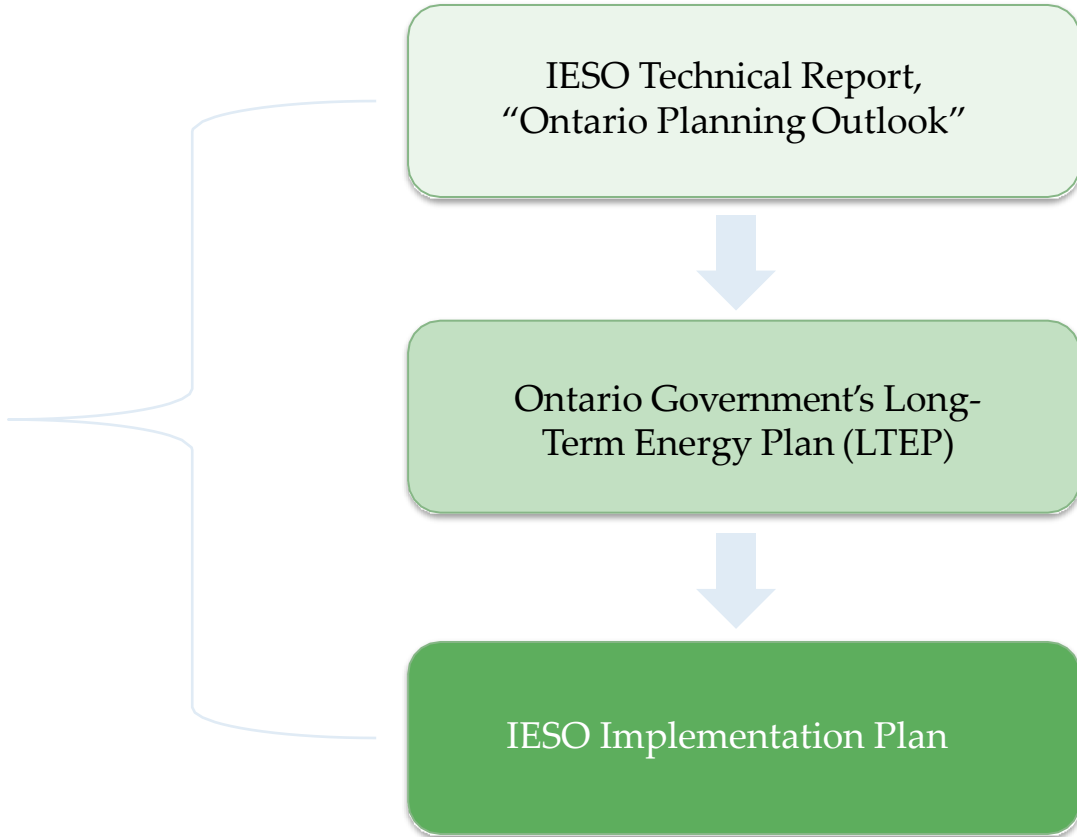 IESO Technical Report,
“Ontario Planning Outlook”
Ontario Government’s Long-
Term Energy Plan (LTEP)
IESO Implementation Plan